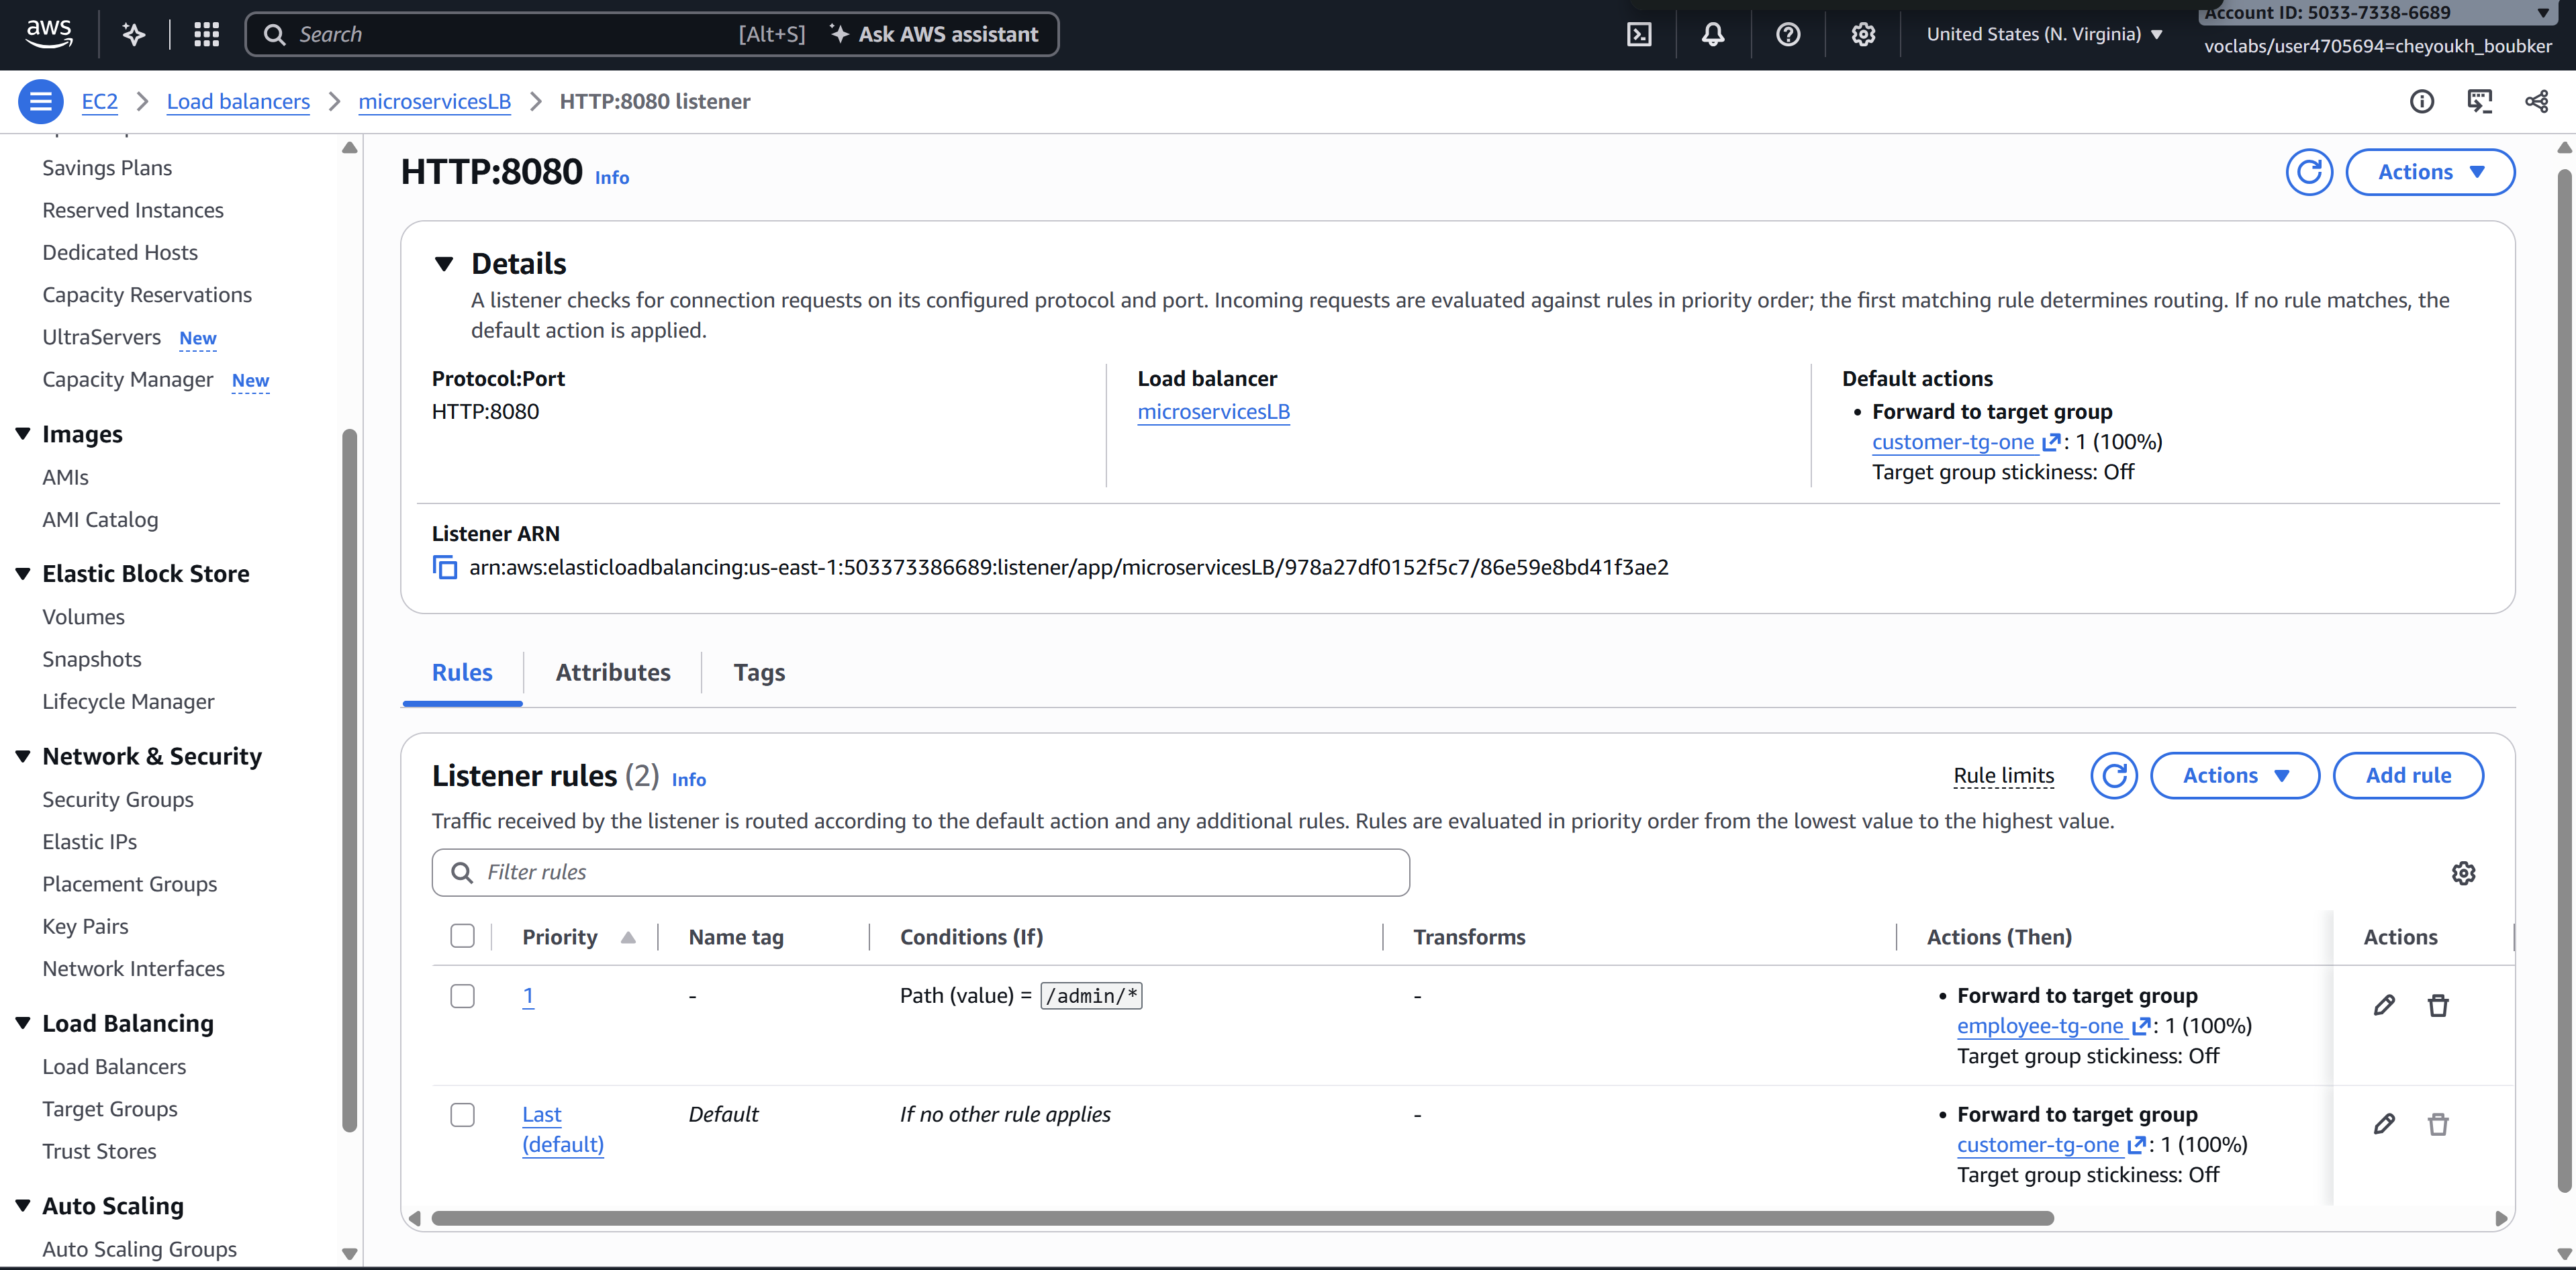 aws
Search [Alt+S] Ask AWS assistant
United States (N. Virginia)
Account ID: 5033-7338-6689
voclabs/user4705694=cheyoukh_boubker
EC2 Load balancers microservicesLB HTTP:8080 listener
Savings Plans
Reserved Instances
Dedicated Hosts
Capacity Reservations
UltraServers New
Capacity Manager New
Images
AMIs
AMI Catalog
Elastic Block Store
Volumes
Snapshots
Lifecycle Manager
Network & Security
Security Groups
Elastic IPs
Placement Groups
Key Pairs
Network Interfaces
Load Balancing
Load Balancers
Target Groups
Trust Stores
Auto Scaling
Auto Scaling Groups
HTTP:8080 Info
Actions
Details
A listener checks for connection requests on its configured protocol and port. Incoming requests are evaluated against rules in priority order; the first matching rule determines routing. If no rule matches, the
default action is applied.
Protocol:Port
HTTP:8080
Load balancer
microservicesLB
Default actions
• Forward to target group
customer-tg-one : 1 (100%)
Target group stickiness: Off
Listener ARN
arn:aws:elasticloadbalancing:us-east-1:503373386689:listener/app/microservicesLB/978a27df0152f5c7/86e59e8bd41f3ae2
Rules Attributes Tags
Listener rules (2) Info
Rule limits Actions Add rule
Traffic received by the listener is routed according to the default action and any additional rules. Rules are evaluated in priority order from the lowest value to the highest value.
Filter rules
Priority Name tag Conditions (If) Transforms Actions (Then) Actions
1 - Path (value) = /admin/* - • Forward to target group
employee-tg-one : 1 (100%)
Target group stickiness: Off
Last Default If no other rule applies - • Forward to target group
(default) customer-tg-one : 1 (100%)
Target group stickiness: Off